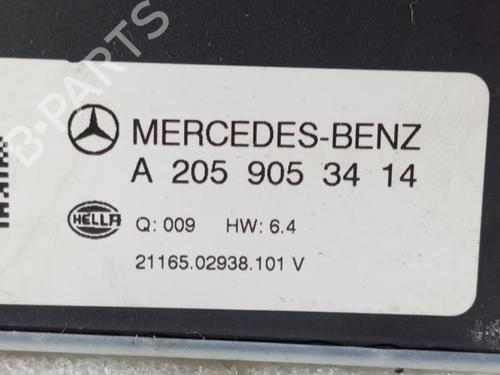 B-PARTS
MERCEDES-BENZ
A 205 905 34 14
HELLA
Q: 009 HW: 6.4
21165.02938.101 V